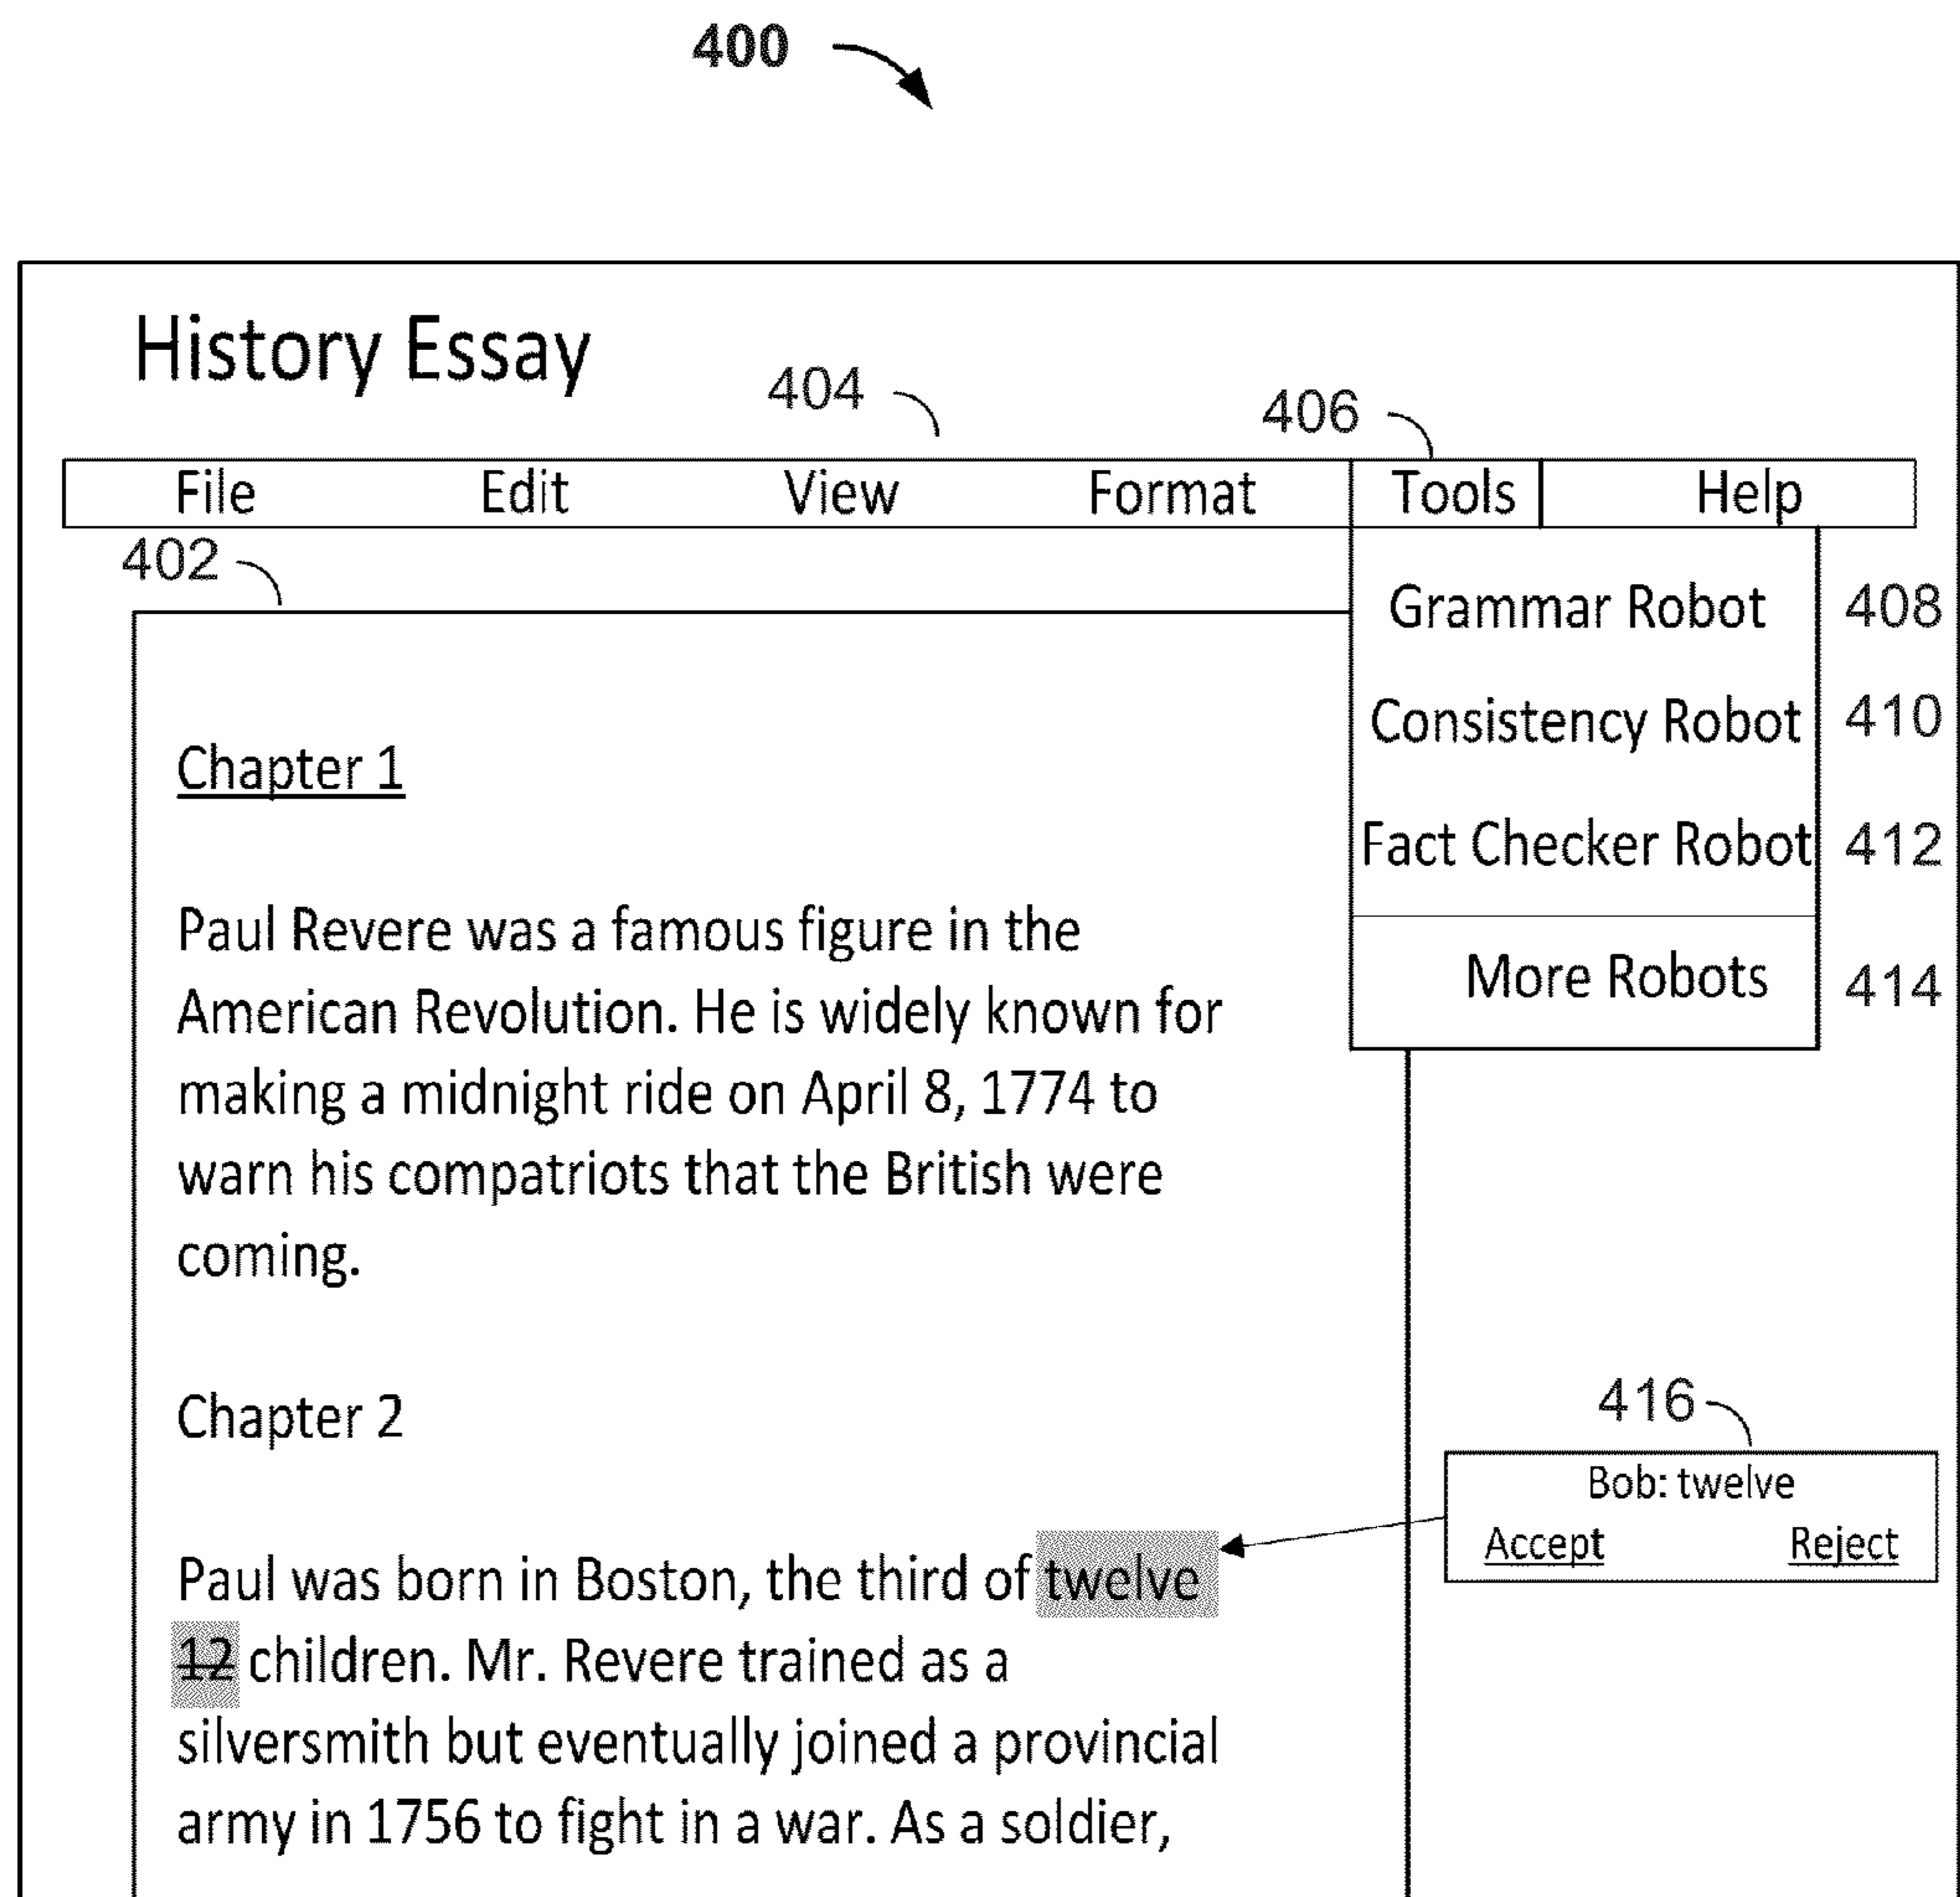 400
History Essay
404
406
File Edit View Format Tools Help
402
Grammar Robot 408
Consistency Robot 410
Fact Checker Robot 412
More Robots 414
Chapter 1
Paul Revere was a famous figure in the
American Revolution. He is widely known for
making a midnight ride on April 8, 1774 to
warn his compatriots that the British were
coming.
Chapter 2
416
Bob: twelve
Accept Reject
Paul was born in Boston, the third of twelve
12 children. Mr. Revere trained as a
silversmith but eventually joined a provincial
army in 1756 to fight in a war. As a soldier,